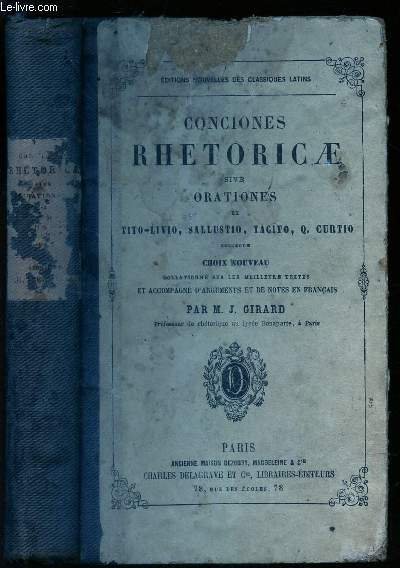 Le-livre.com
ÉDITIONS NOUVELLES DES CLASSIQUES LATINS
CONCIONES
RHETORICÆ
SIVE
ORATIONES
EX
TITO-LIVIO, SALLUSTIO, TACITO, Q. CURTIO
COLLECTÆ
CHOIX NOUVEAU
COLLATIONNÉ SUR LES MEILLEURS TEXTES
ET ACCOMPAGNÉ D'ARGUMENTS ET DE NOTES EN FRANÇAIS
PAR M. J. GIRARD
Professeur de rhétorique au lycée Bonaparte, à Paris
D
PARIS
ANCIENNE MAISON DEZOBRY, MAGDELEINE & Cie
CHARLES DELAGRAVE ET Cie, LIBRAIRES-ÉDITEURS
78, RUE DES ÉCOLES, 78
RHETORICÆ